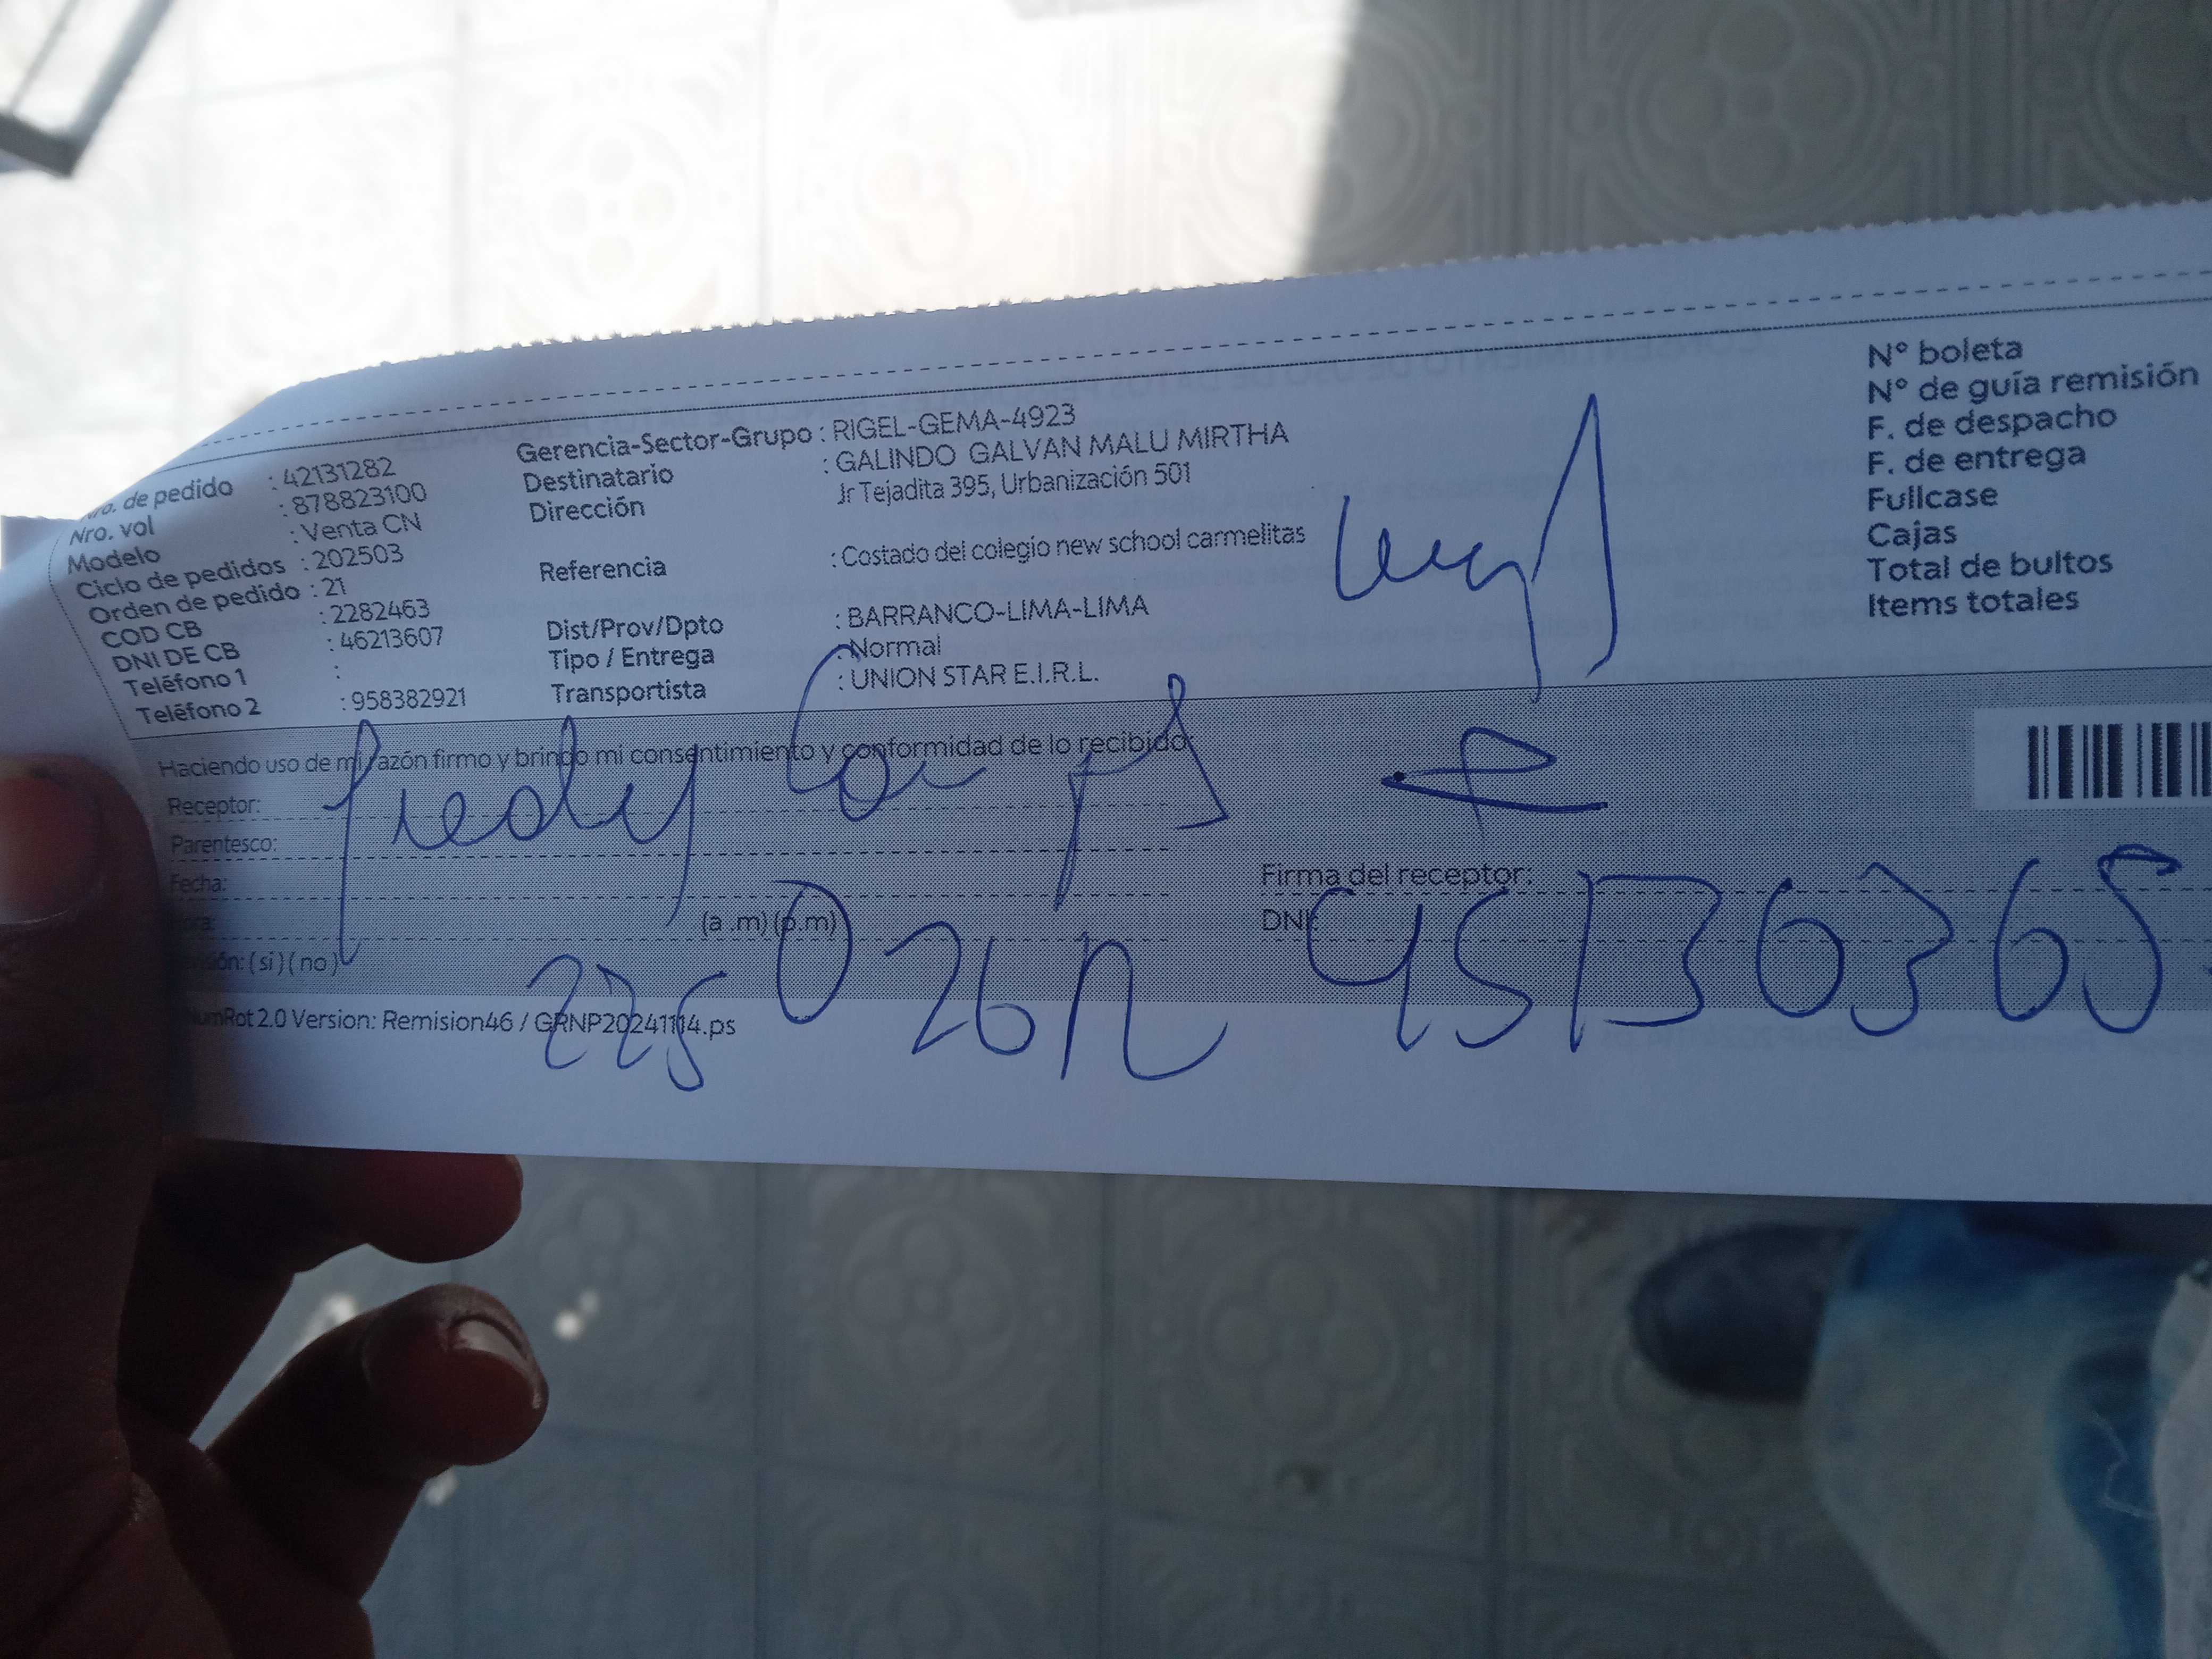 Nro. de pedido : 42131282
Nro. vol : 878823100
Modelo : Venta CN
Ciclo de pedidos : 202503
Orden de pedido : 21
COD CB : 2282463
DNI DE CB : 46213607
Teléfono 1 :
Teléfono 2 : 958382921
Gerencia-Sector-Grupo : RIGEL-GEMA-4923
Destinatario : GALINDO GALVAN MALU MIRTHA
Dirección Jr Tejadita 395, Urbanización 501
Referencia : Costado del colegio new school carmelitas
Dist/Prov/Dpto : BARRANCO-LIMA-LIMA
Tipo / Entrega : Normal
Transportista : UNION STAR E.I.R.L.
N° boleta
N° de guía remisión
F. de despacho
F. de entrega
Fullcase
Cajas
Total de bultos
Items totales
Haciendo uso de mi razón firmo y brindo mi consentimiento y conformidad de lo recibido:
Receptor: fredy
Parentesco:
Fecha:
(a .m) (p.m)
(si) ( no )
Firma del receptor:
DNI: 45136365
NumRot 2.0 Version: Remision46 / GRNP20241114.ps